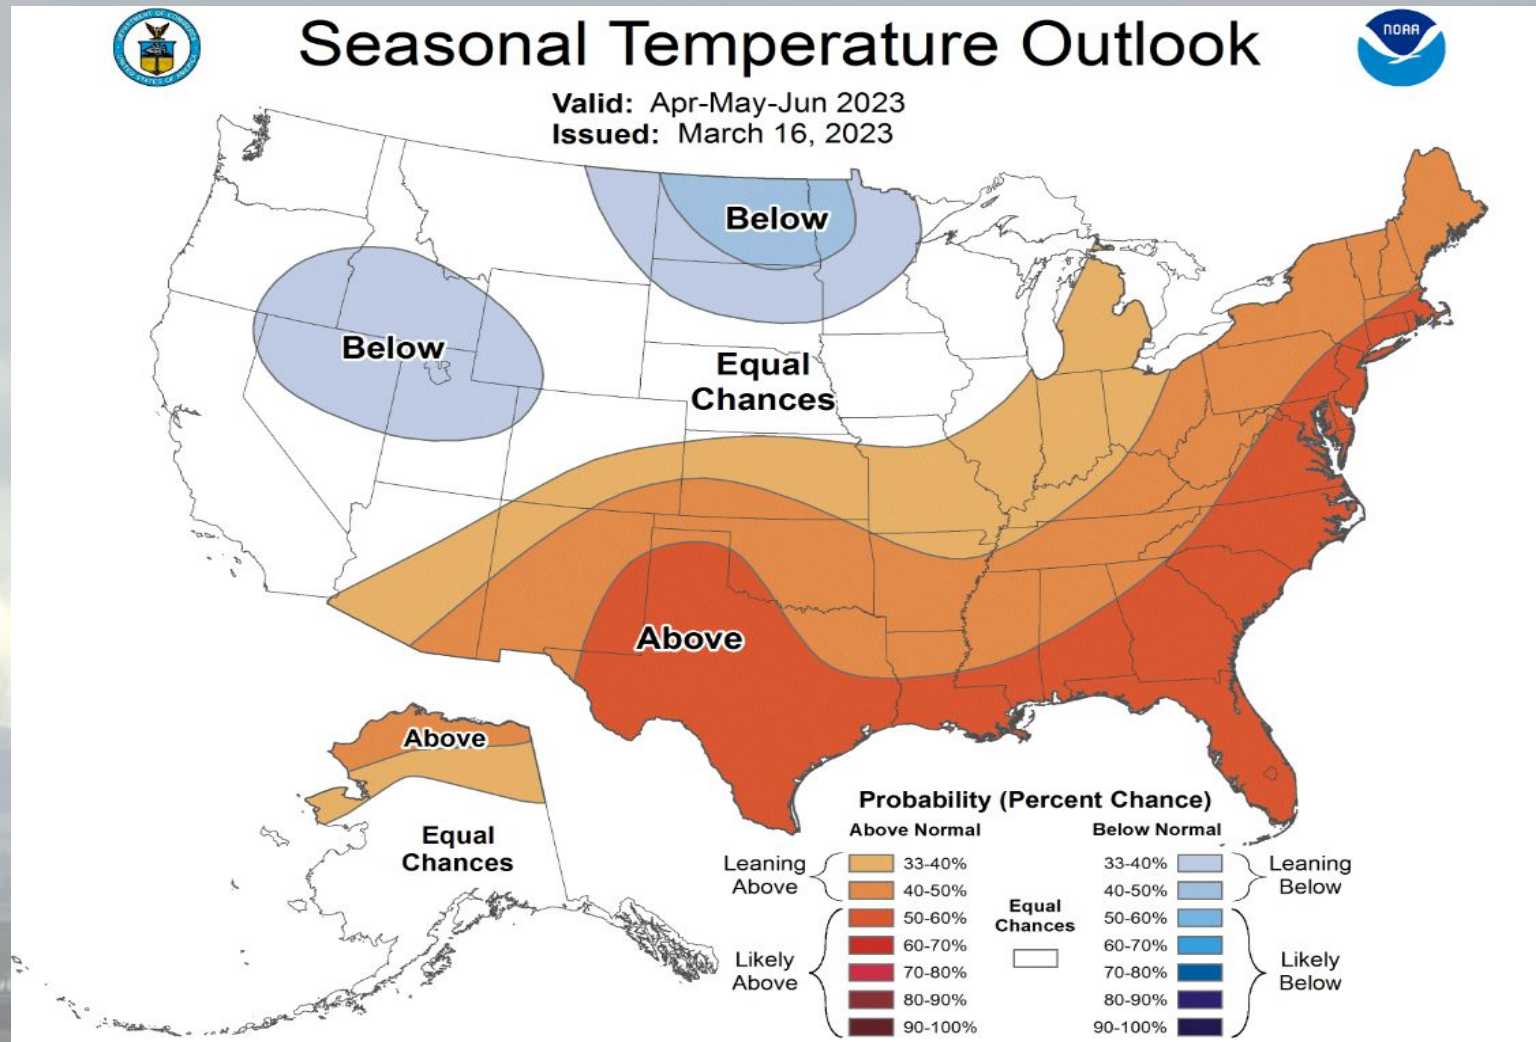 Seasonal Temperature Outlook
NOAA
Valid: Apr-May-Jun 2023
Issued: March 16, 2023
Below
Below
Equal
Chances
Above
Above
Equal
Chances
Probability (Percent Chance)
Above Normal
Below Normal
Leaning
Above
33-40%
40-50%
50-60%
60-70%
70-80%
80-90%
90-100%
Likely
Above
Equal
Chances
33-40%
40-50%
50-60%
60-70%
70-80%
80-90%
90-100%
Leaning
Below
Likely
Below